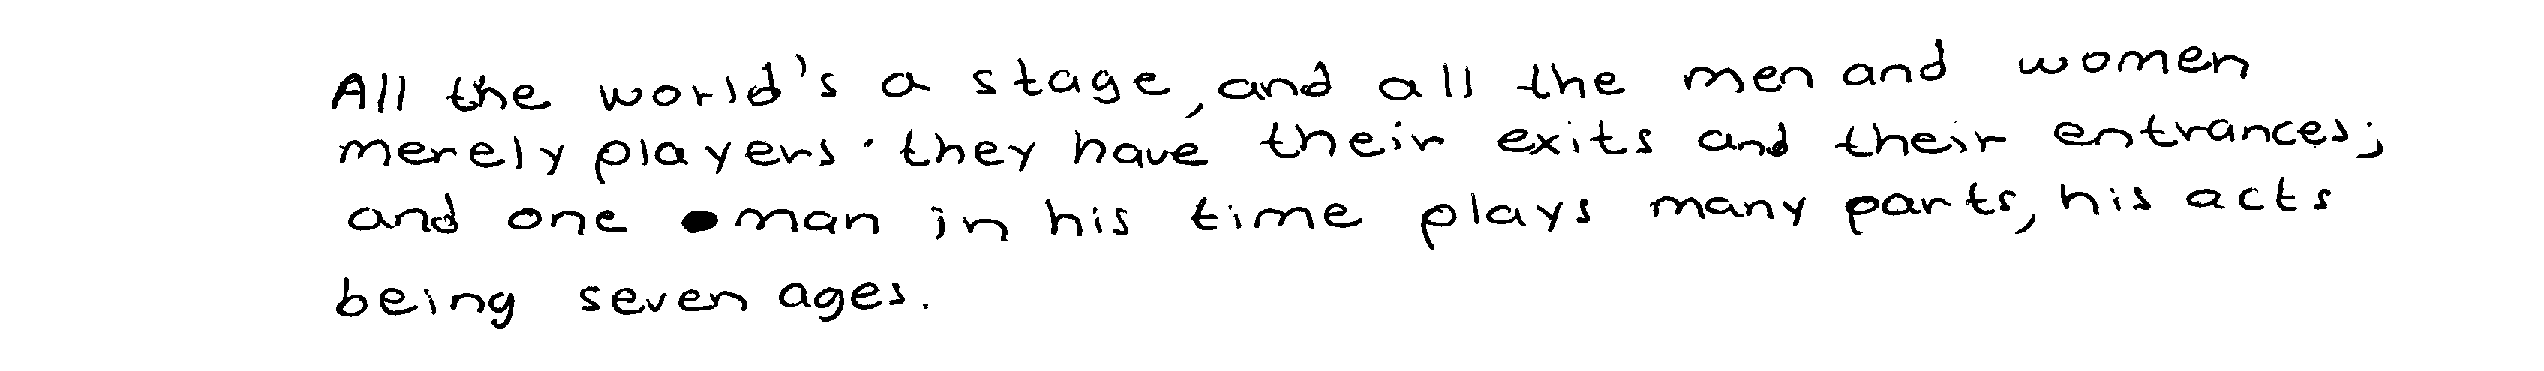 All the world's a stage, and all the men and women
merely players. they have their exits and their entrances;
and one man in his time plays many parts, his acts
being seven ages.